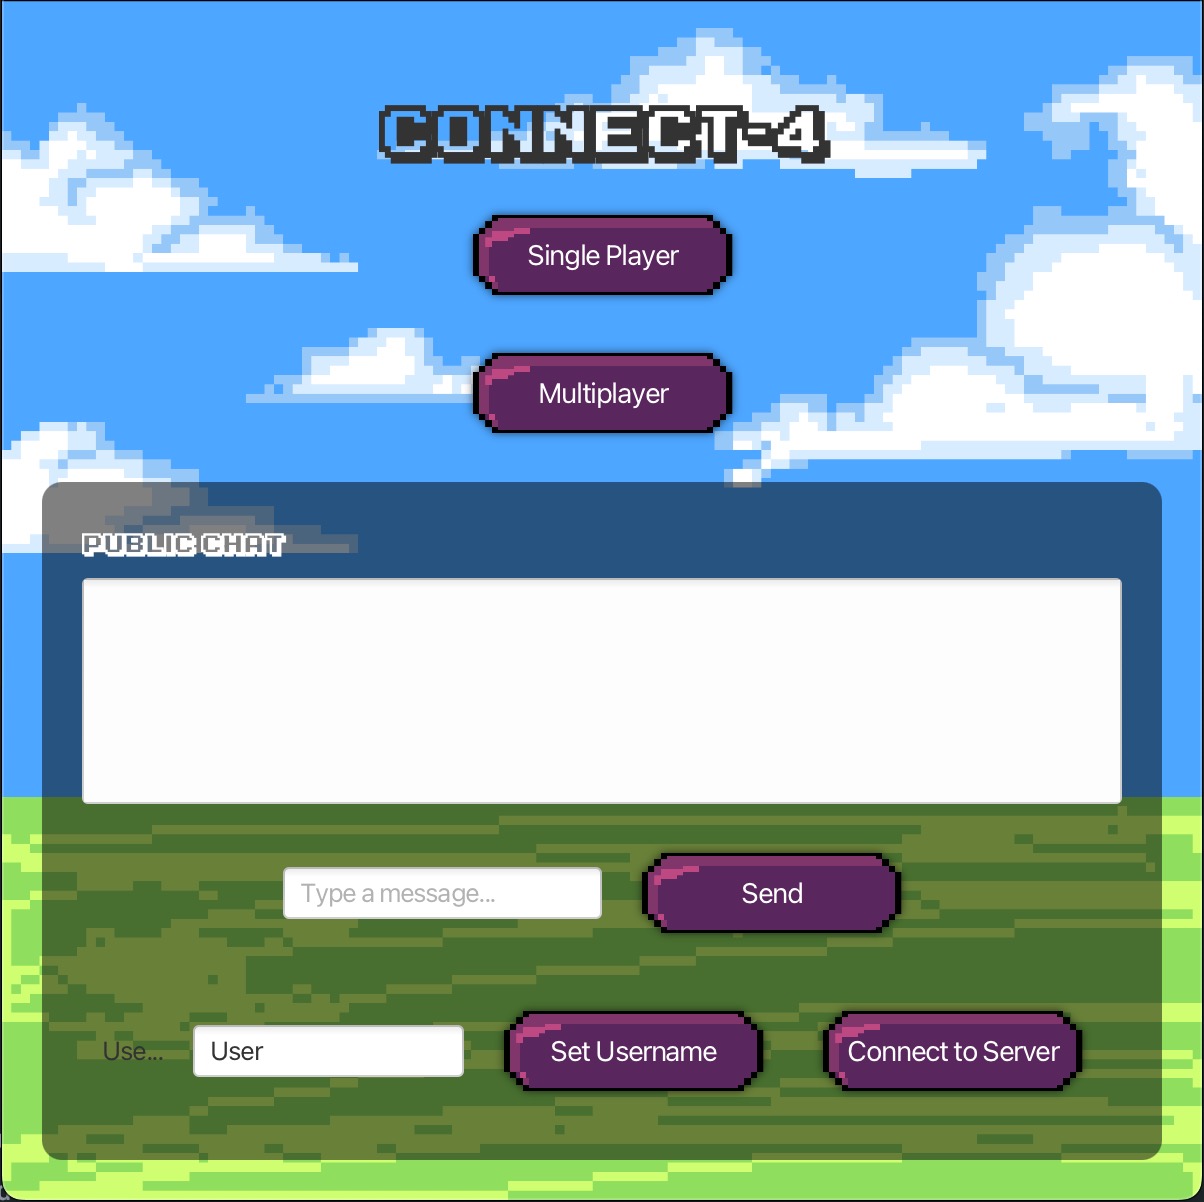 CONNECT-4
Single Player
Multiplayer
PUBLIC CHAT
Type a message...
Send
Use...
User
Set Username
Connect to Server